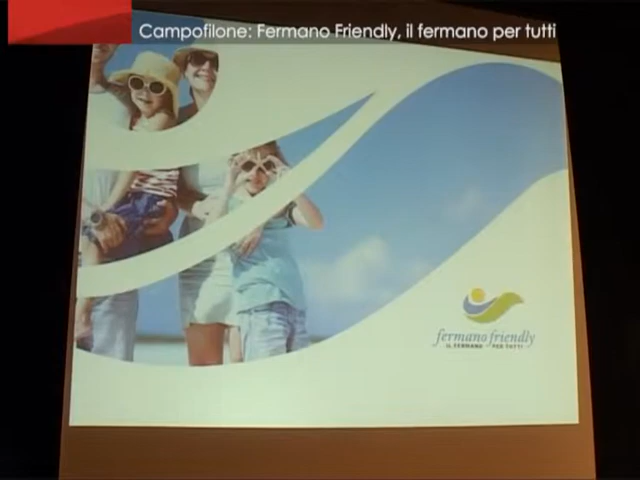 Campofilone: Fermano Friendly, il fermano per tutti
fermano friendly
IL FERMANO PER TUTTI